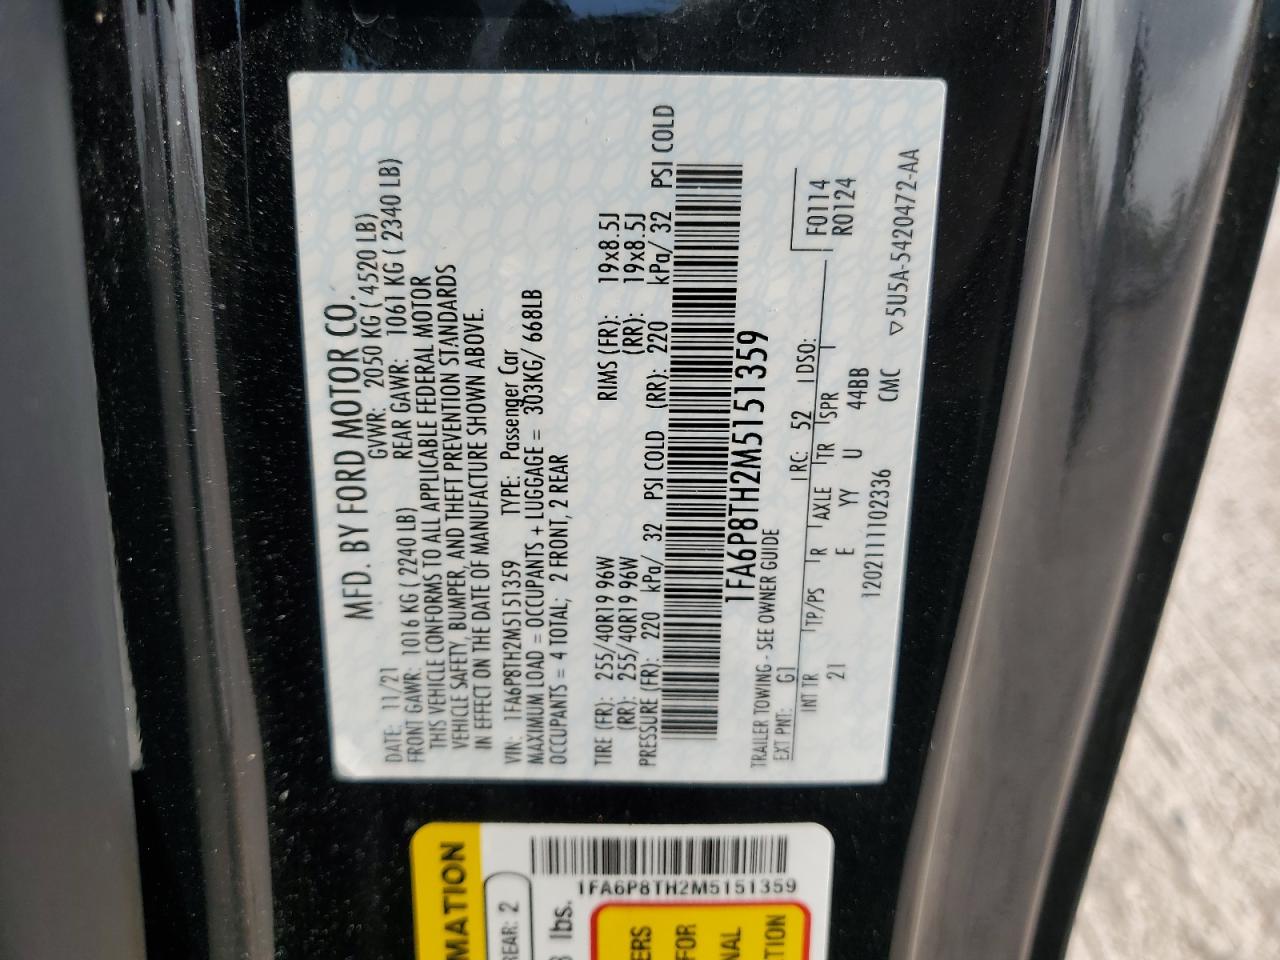 MFD. BY FORD MOTOR CO.
DATE: 11/21 GVWR: 2050 KG ( 4520 LB)
FRONT GAWR: 1016 KG ( 2240 LB) REAR GAWR: 1061 KG ( 2340 LB)
THIS VEHICLE CONFORMS TO ALL APPLICABLE FEDERAL MOTOR
VEHICLE SAFETY, BUMPER, AND THEFT PREVENTION STANDARDS
IN EFFECT ON THE DATE OF MANUFACTURE SHOWN ABOVE.
VIN: 1FA6P8TH2M5151359 TYPE: Passenger Car
MAXIMUM LOAD = OCCUPANTS + LUGGAGE = 303KG/ 668LB
OCCUPANTS = 4 TOTAL; 2 FRONT, 2 REAR
TIRE (FR): 255/40R19 96W RIMS (FR): 19x8.5J
(RR): 255/40R19 96W (RR): 19x8.5J
PRESSURE (FR): 220 kPa/ 32 PSI COLD (RR): 220 kPa/ 32 PSI COLD
1FA6P8TH2M5151359
TRAILER TOWING - SEE OWNER GUIDE
EXT PNT: G1 RC: 52 DSO: F0114
INT TR TP/PS R AXLE TR SPR R0124
21 E YY U 44BB
120211102336 CMC ▽5U5A-5420472-AA
MATION
REAR: 2
1FA6P8TH2M5151359
lbs.
ERS
FOR
NAL
TION